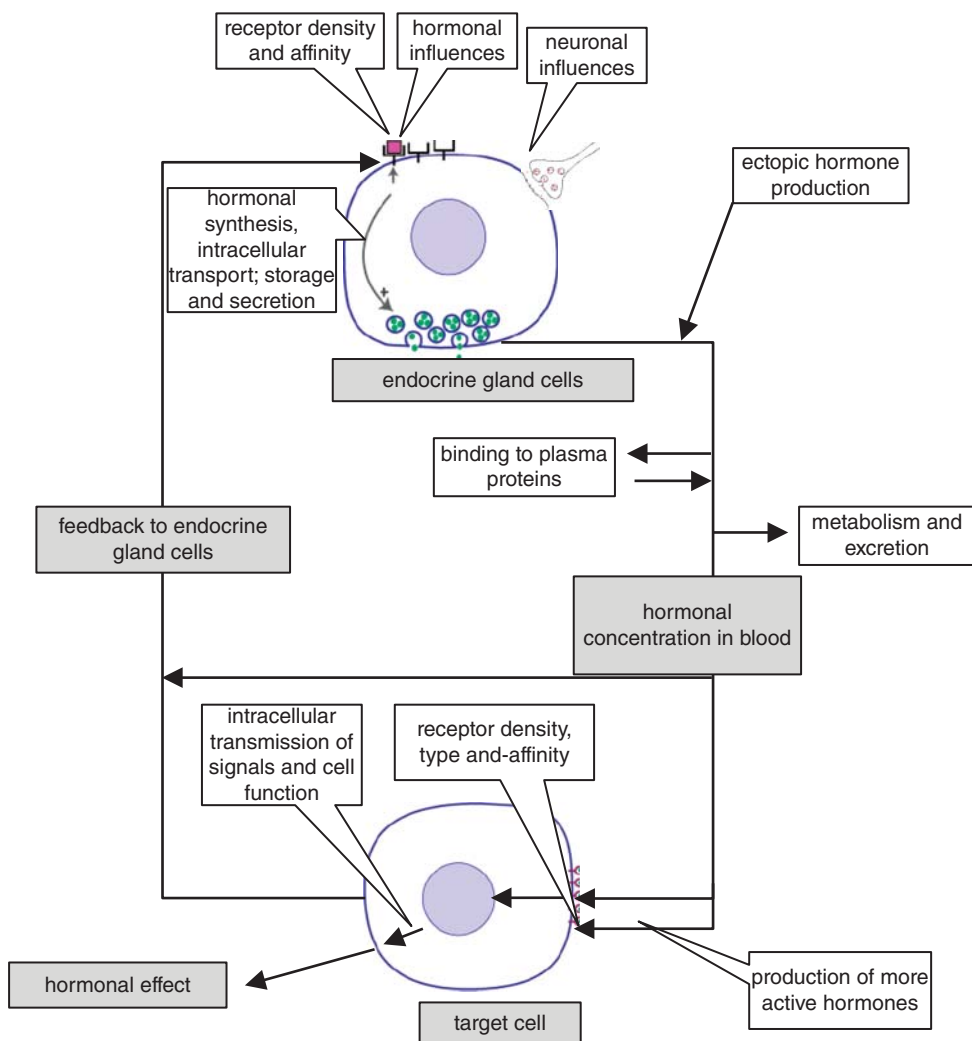 receptor density
and affinity
hormonal
influences
neuronal
influences
ectopic hormone
production
hormonal
synthesis,
intracellular
transport; storage
and secretion
+
endocrine gland cells
binding to plasma
proteins
feedback to endocrine
gland cells
metabolism and
excretion
hormonal
concentration in blood
intracellular
transmission of
signals and cell
function
receptor density,
type and-affinity
hormonal effect
production of more
active hormones
target cell